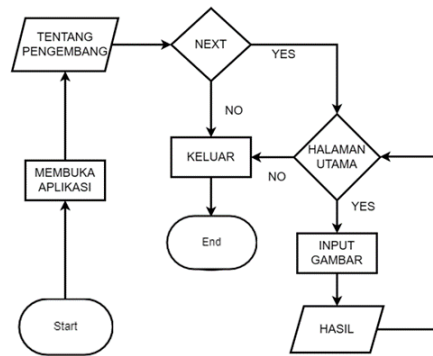 TENTANG
PENGEMBANG
NEXT
YES
NO
HALAMAN
UTAMA
KELUAR
NO
MEMBUKA
APLIKASI
YES
End
INPUT
GAMBAR
Start
HASIL